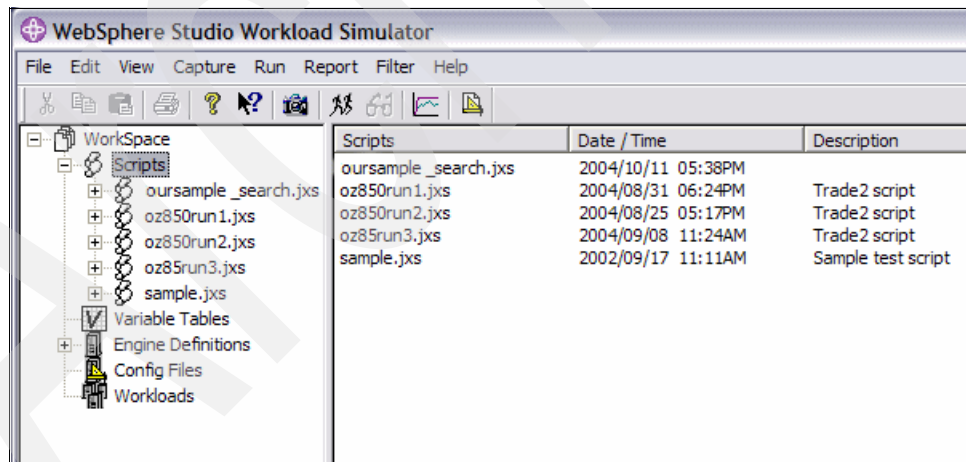 WebSphere Studio Workload Simulator
File Edit View Capture Run Report Filter Help
WorkSpace
Scripts
oursample _search.jxs
oz850run1.jxs
oz850run2.jxs
oz85run3.jxs
sample.jxs
Variable Tables
Engine Definitions
Config Files
Workloads
Scripts Date / Time Description
oursample _search.jxs 2004/10/11 05:38PM
oz850run1.jxs 2004/08/31 06:24PM Trade2 script
oz850run2.jxs 2004/08/25 05:17PM Trade2 script
oz85run3.jxs 2004/09/08 11:24AM Trade2 script
sample.jxs 2002/09/17 11:11AM Sample test script